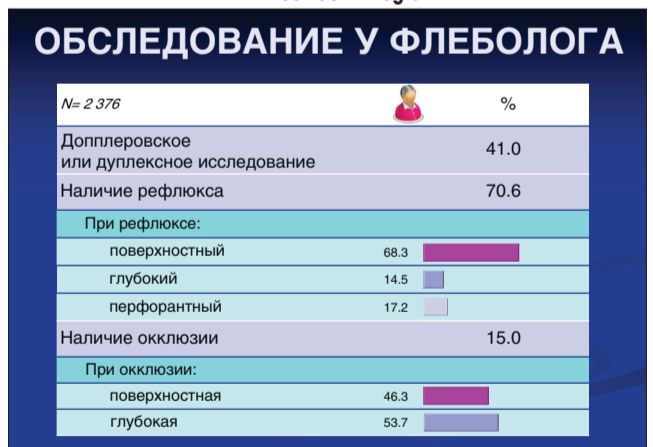 ОБСЛЕДОВАНИЕ У ФЛЕБОЛОГА
N= 2 376 %
Допплеровское
или дуплексное исследование 41.0
Наличие рефлюкса 70.6
При рефлюксе:
поверхностный 68.3
глубокий 14.5
перфорантный 17.2
Наличие окклюзии 15.0
При окклюзии:
поверхностная 46.3
глубокая 53.7